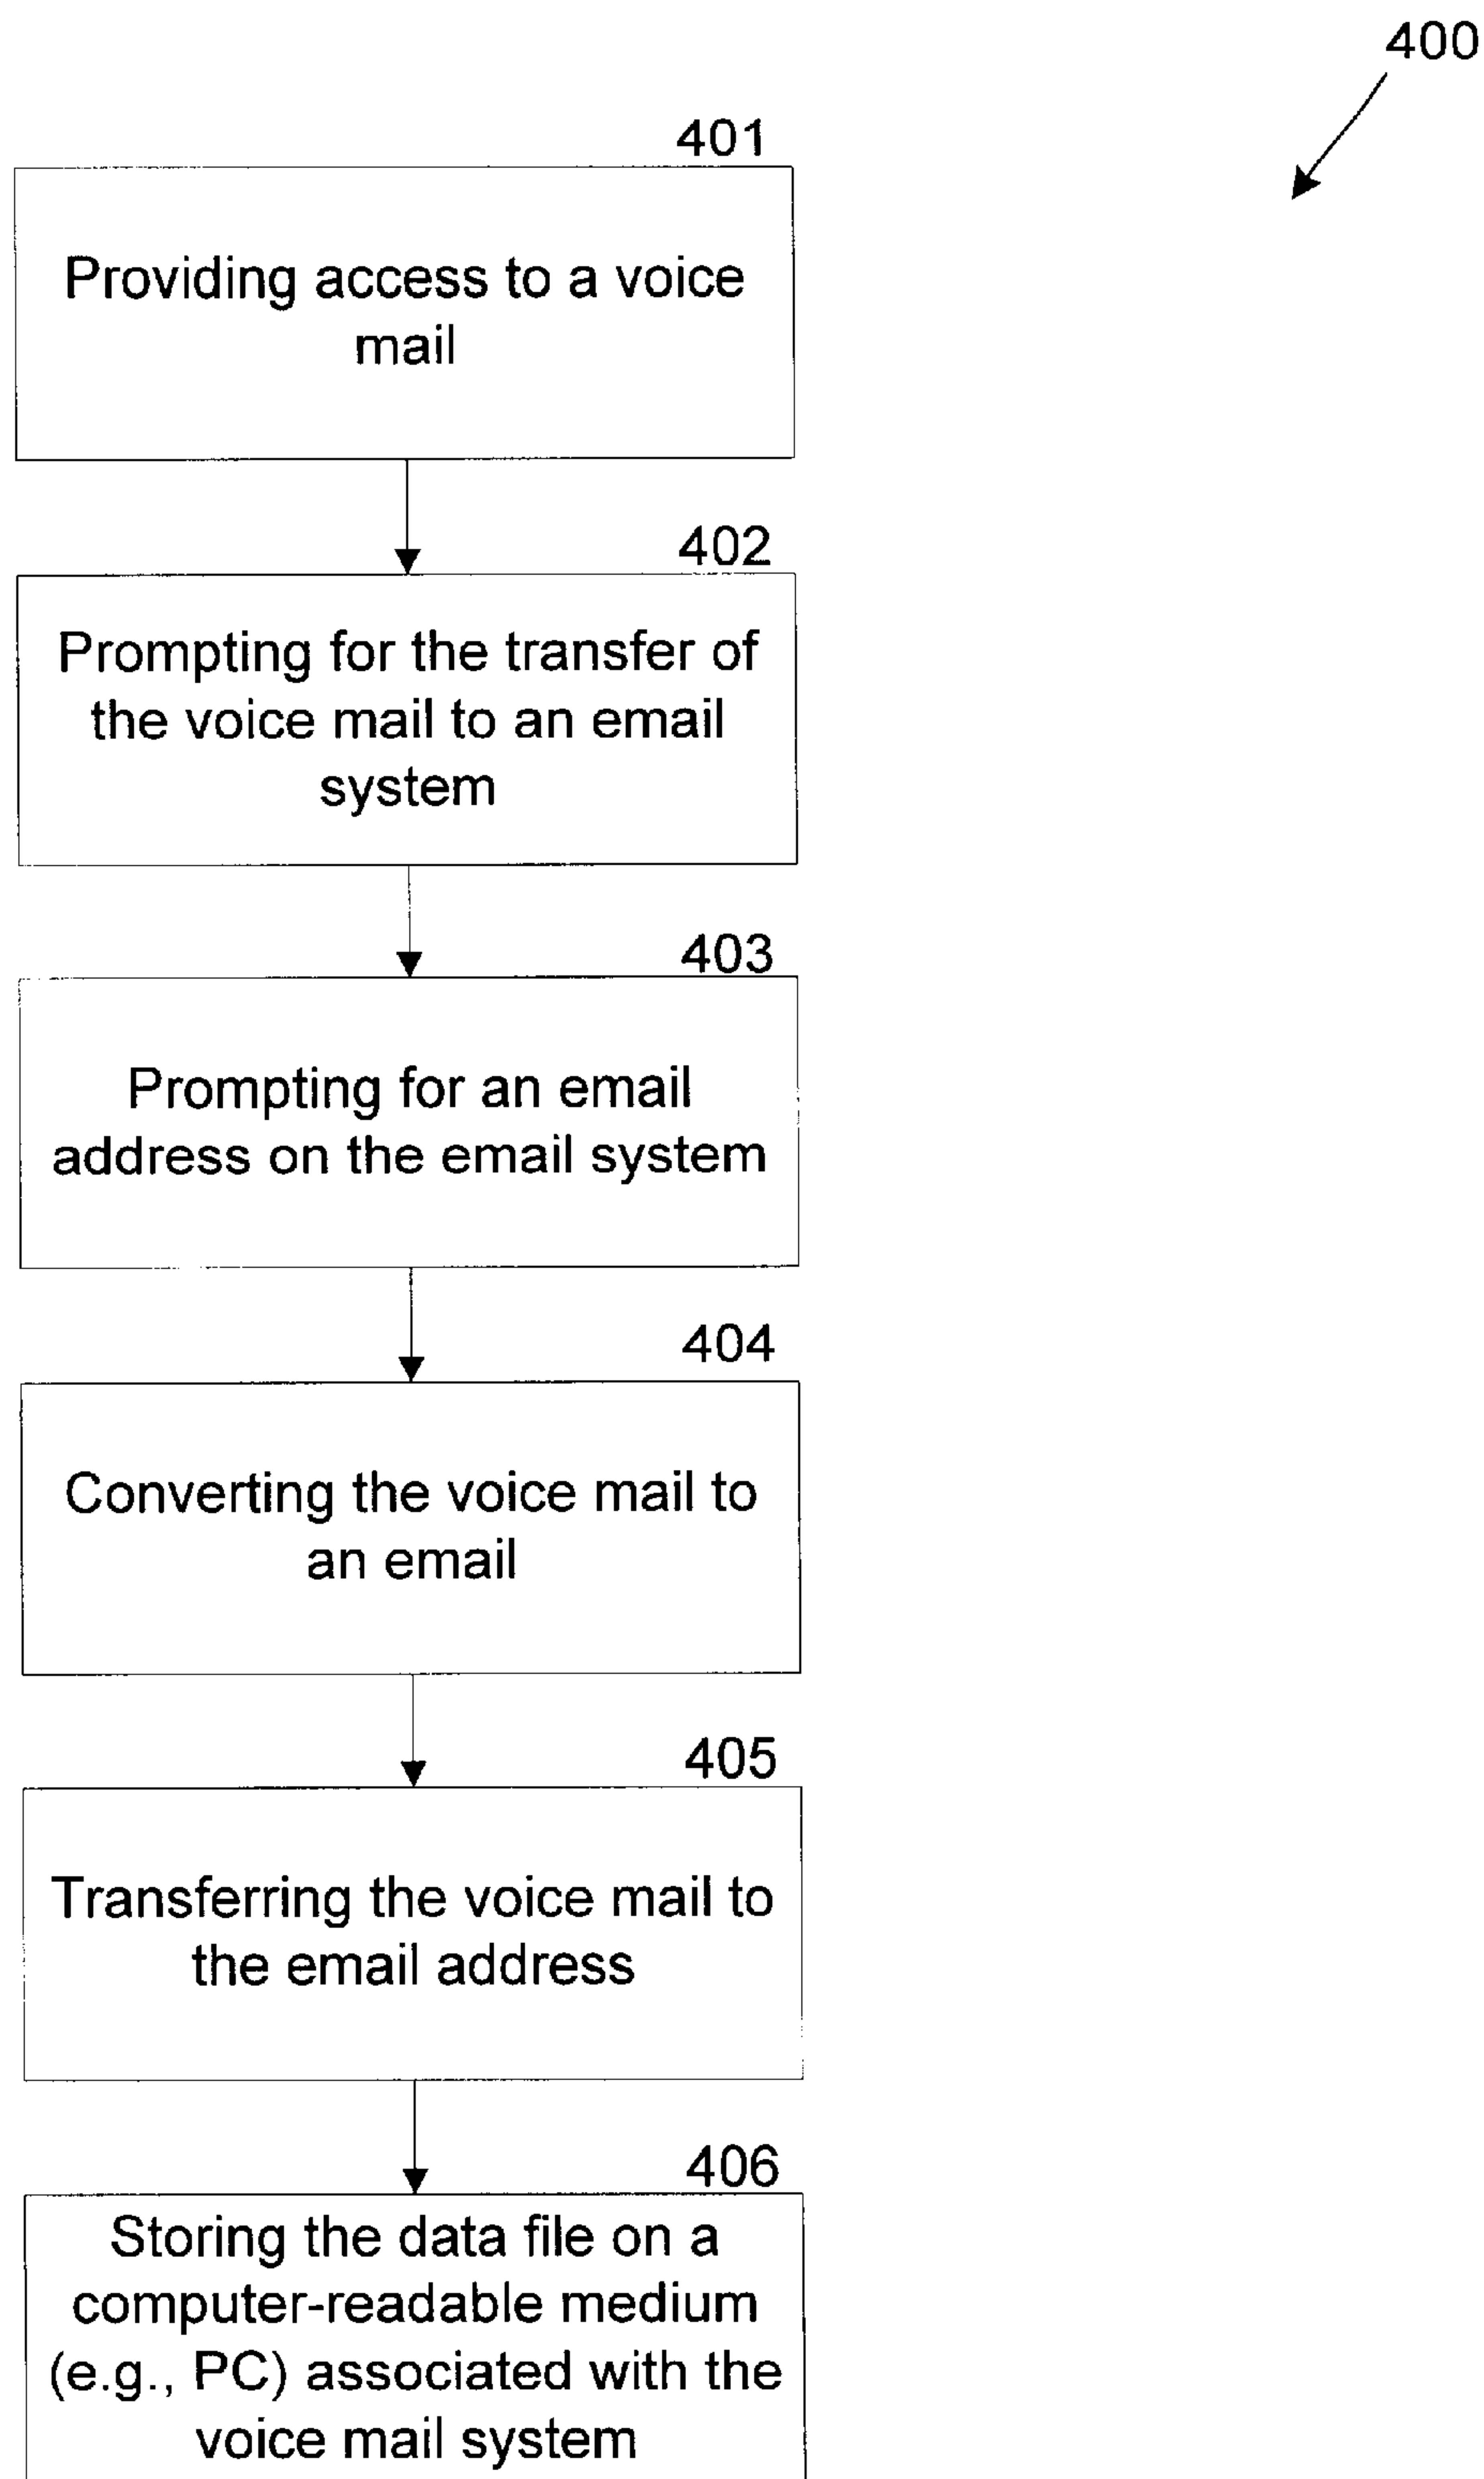 400
401
Providing access to a voice
mail
402
Prompting for the transfer of
the voice mail to an email
system
403
Prompting for an email
address on the email system
404
Converting the voice mail to
an email
405
Transferring the voice mail to
the email address
406
Storing the data file on a
computer-readable medium
(e.g., PC) associated with the
voice mail system